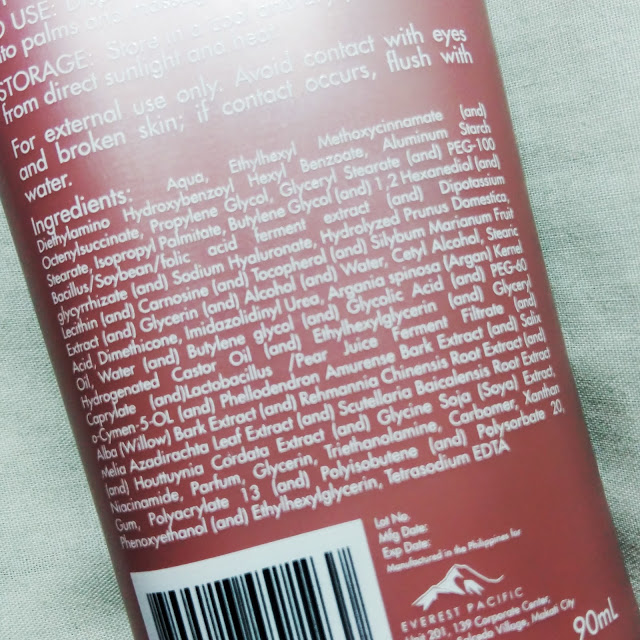 O USE: Disp
into palms and massage
STORAGE: Store in a cool and dry
from direct sunlight and heat.
For external use only. Avoid contact with eyes
and broken skin; if contact occurs, flush with
water.
Ingredients: Aqua, Ethylhexyl Methoxycinnamate (and)
Diethylamino Hydroxybenzoyl Hexyl Benzoate, Aluminum Starch
Octenylsuccinate, Propylene Glycol, Glyceryl Stearate (and) PEG-100
Stearate, Isopropyl Palmitate, Butylene Glycol (and) 1,2 Hexanediol (and)
Bacillus/Soybean/folic acid ferment extract (and) Dipotassium
glycyrrhizate (and) Sodium Hyaluronate, Hydrolyzed Prunus Domestica,
Lecithin (and) Carnosine (and) Tocopherol (and) Silybum Marianum Fruit
Extract (and) Glycerin (and) Alcohol (and) Water, Cetyl Alcohol, Stearic
Acid, Dimethicone, Imidazolidinyl Urea, Argania spinosa (Argan) Kernel
Oil, Water (and) Butylene glycol (and) Glycolic Acid (and) PEG-40
Hydrogenated Castor Oil (and) Ethylhexylglycerin (and) Glyceryl
Caprylate (and)Lactobacillus /Pear Juice Ferment Filtrate (and)
o-Cymen-5-OL (and) Phellodendron Amurense Bark Extract (and) Salix
Alba (Willow) Bark Extract (and) Rehmannia Chinensis Root Extract (and)
Melia Azadirachta Leaf Extract (and) Scutellaria Baicalensis Root Extract
(and) Houttuynia Cordata Extract (and) Glycine Soja (Soya) Extract
Niacinamide, Parfum, Glycerin, Triethanolamine, Carbomer, Xanthan
Gum, Polyacrylate 13 (and) Polyisobutene (and) Polysorbate 20,
Phenoxyethanol (and) Ethylhexylglycerin, Tetrasodium EDTA
Lot No.
Mfg Date:
Exp Date:
Manufactured in the Philippines for
EVEREST PACIFIC
201, 139 Corporate Center,
Village, Makati City
90mL